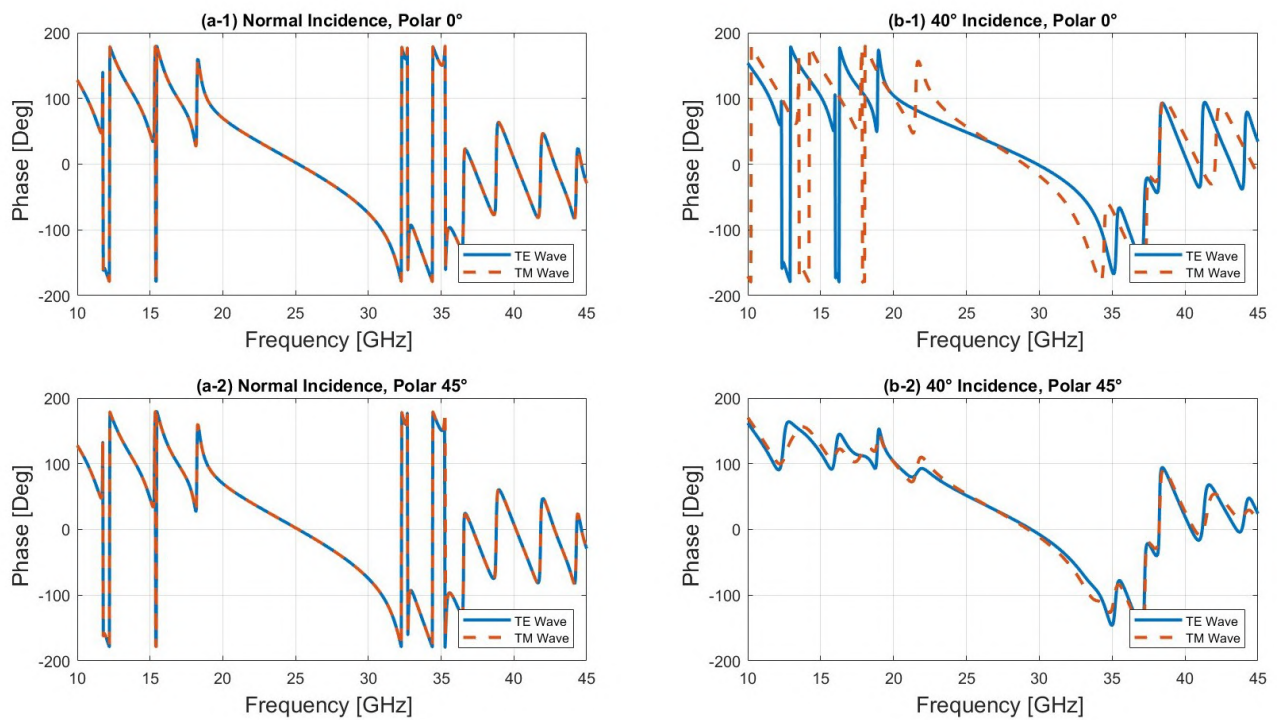 (a-1) Normal Incidence, Polar 0°
200
100
0
-100
-200
Phase [Deg]
10 15 20 25 30 35 40 45
Frequency [GHz]
TE Wave
TM Wave
(b-1) 40° Incidence, Polar 0°
200
100
0
-100
-200
Phase [Deg]
10 15 20 25 30 35 40 45
Frequency [GHz]
TE Wave
TM Wave
(a-2) Normal Incidence, Polar 45°
200
100
0
-100
-200
Phase [Deg]
10 15 20 25 30 35 40 45
Frequency [GHz]
TE Wave
TM Wave
(b-2) 40° Incidence, Polar 45°
200
100
0
-100
-200
Phase [Deg]
10 15 20 25 30 35 40 45
Frequency [GHz]
TE Wave
TM Wave